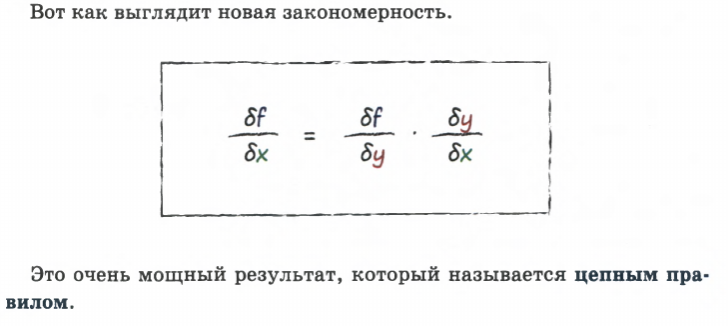 Вот как выглядит новая закономерность.
δf/δx = δf/δy · δy/δx
Это очень мощный результат, который называется цепным пра-
вилом.